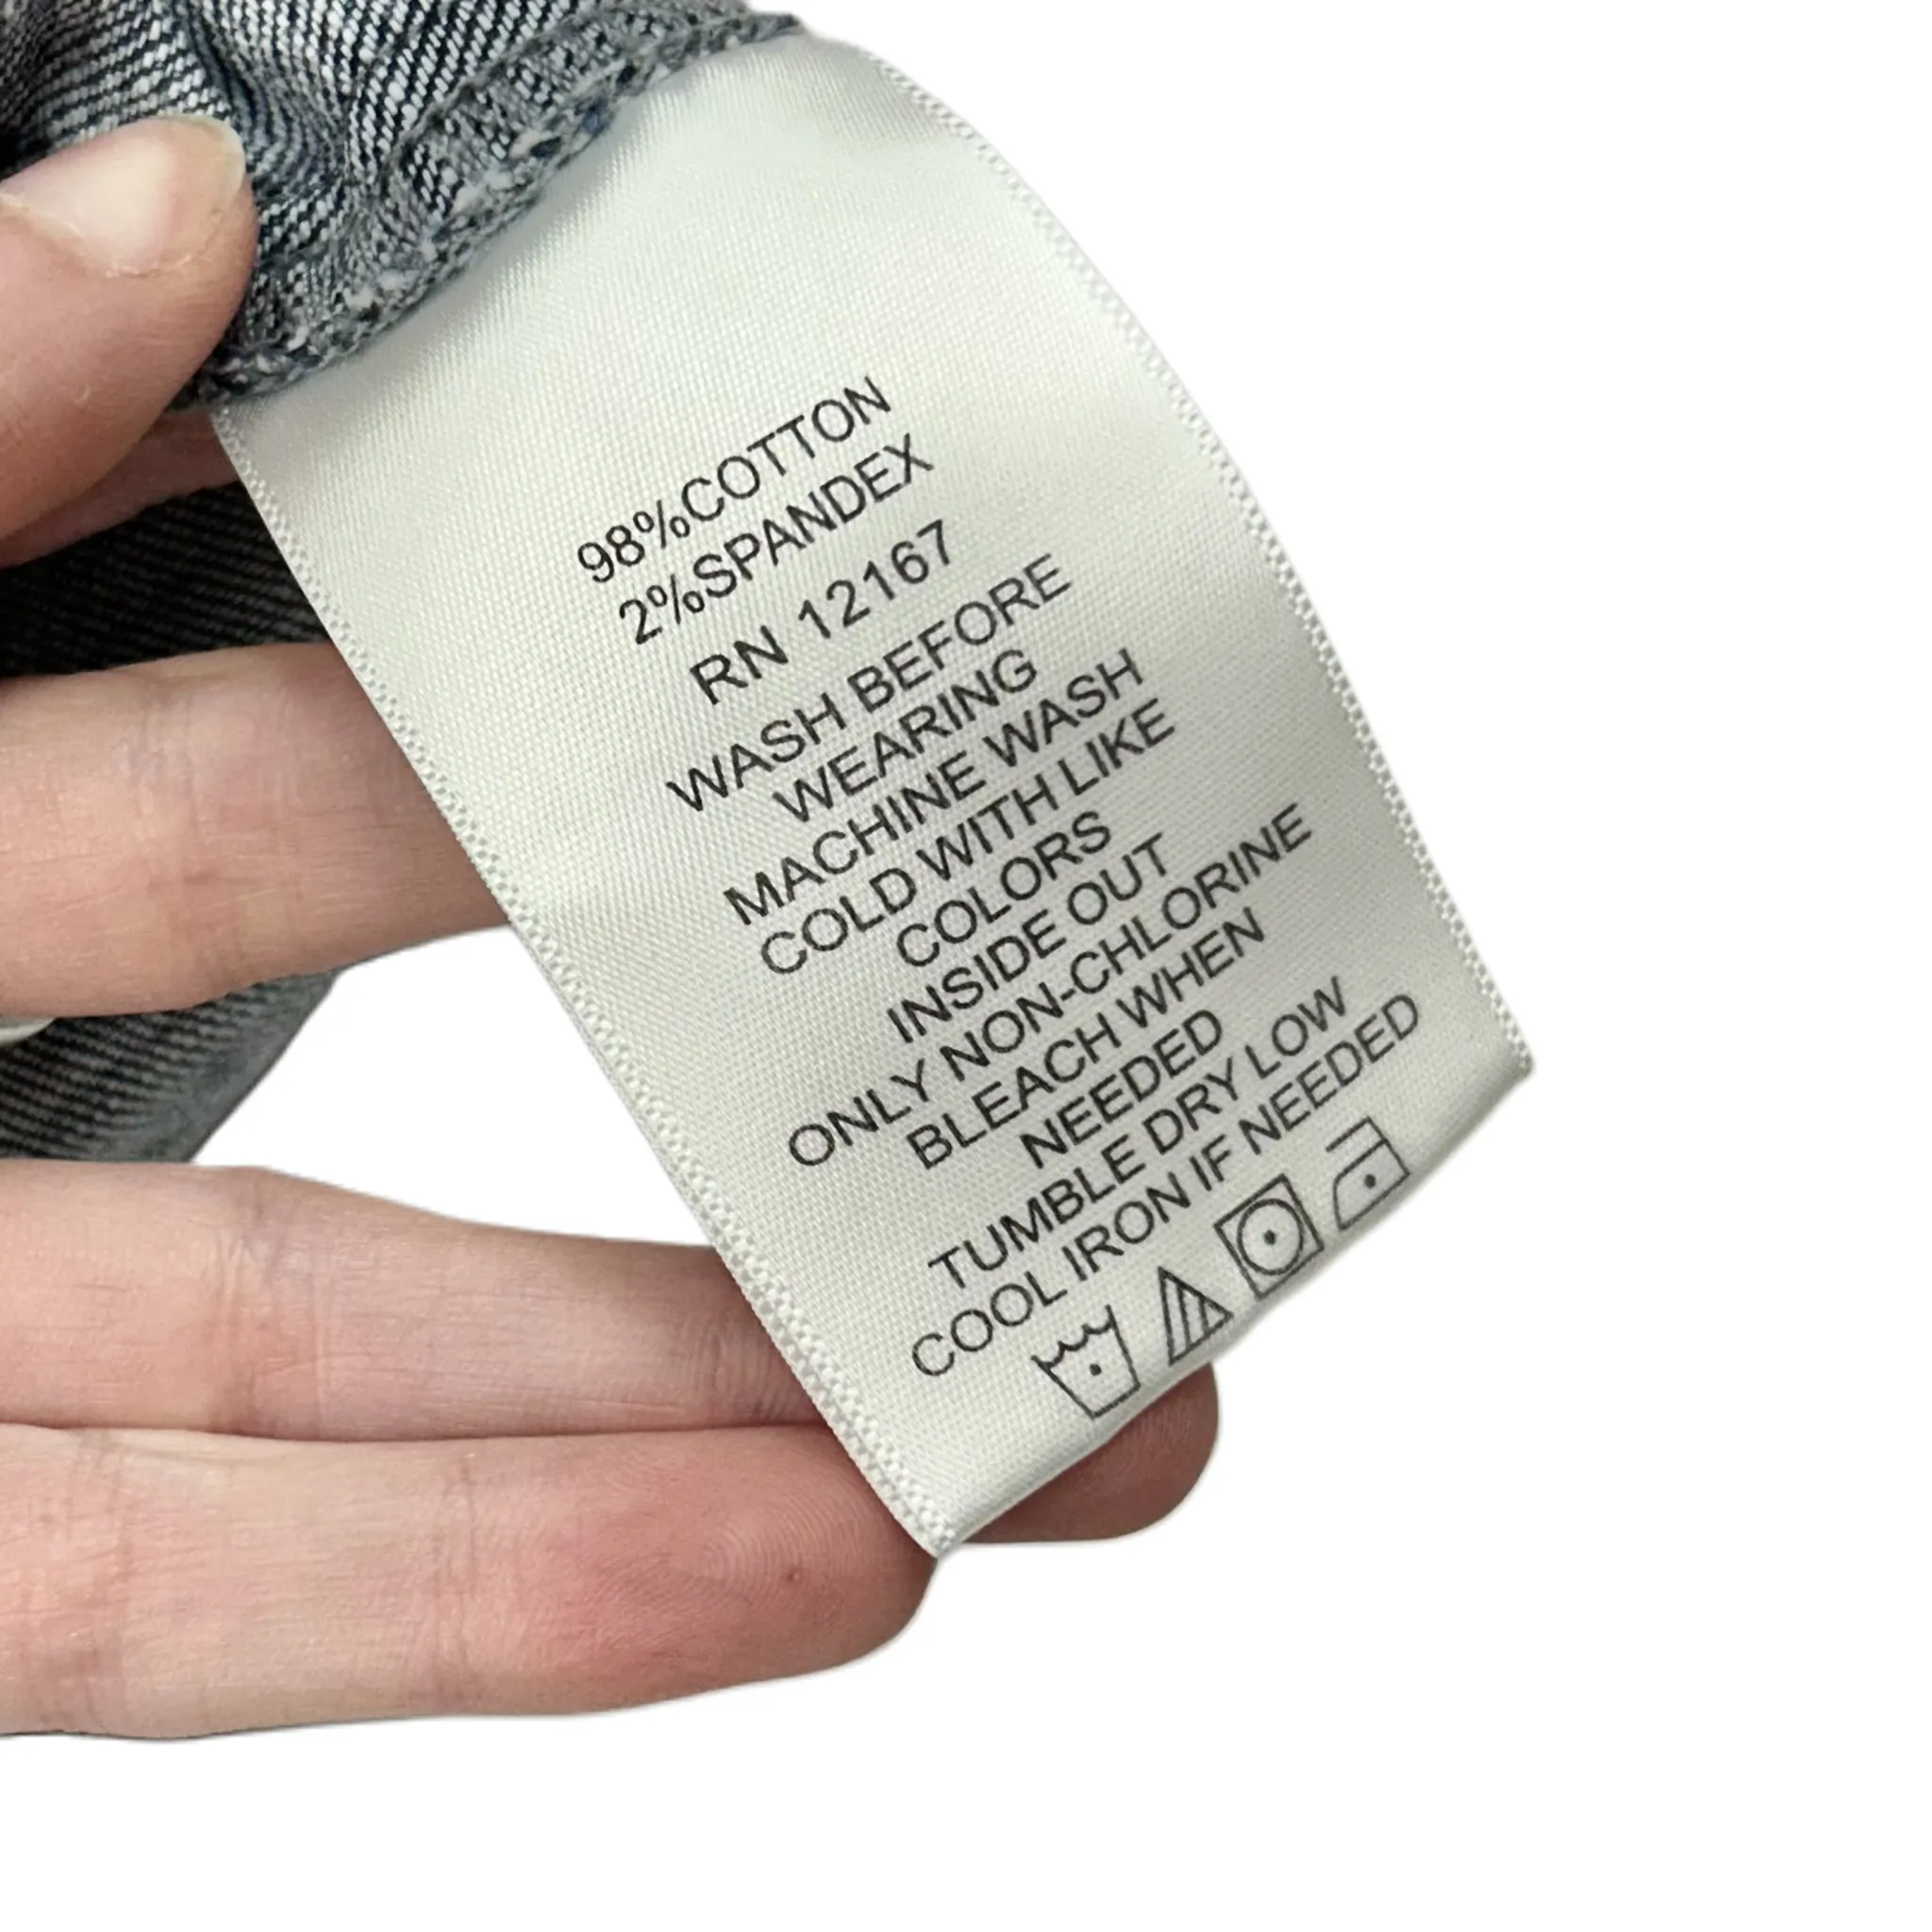 98%COTTON
2%SPANDEX
RN 12167
WASH BEFORE
WEARING
MACHINE WASH
COLD WITH LIKE
COLORS
INSIDE OUT
ONLY NON-CHLORINE
BLEACH WHEN
NEEDED
TUMBLE DRY LOW
COOL IRON IF NEEDED